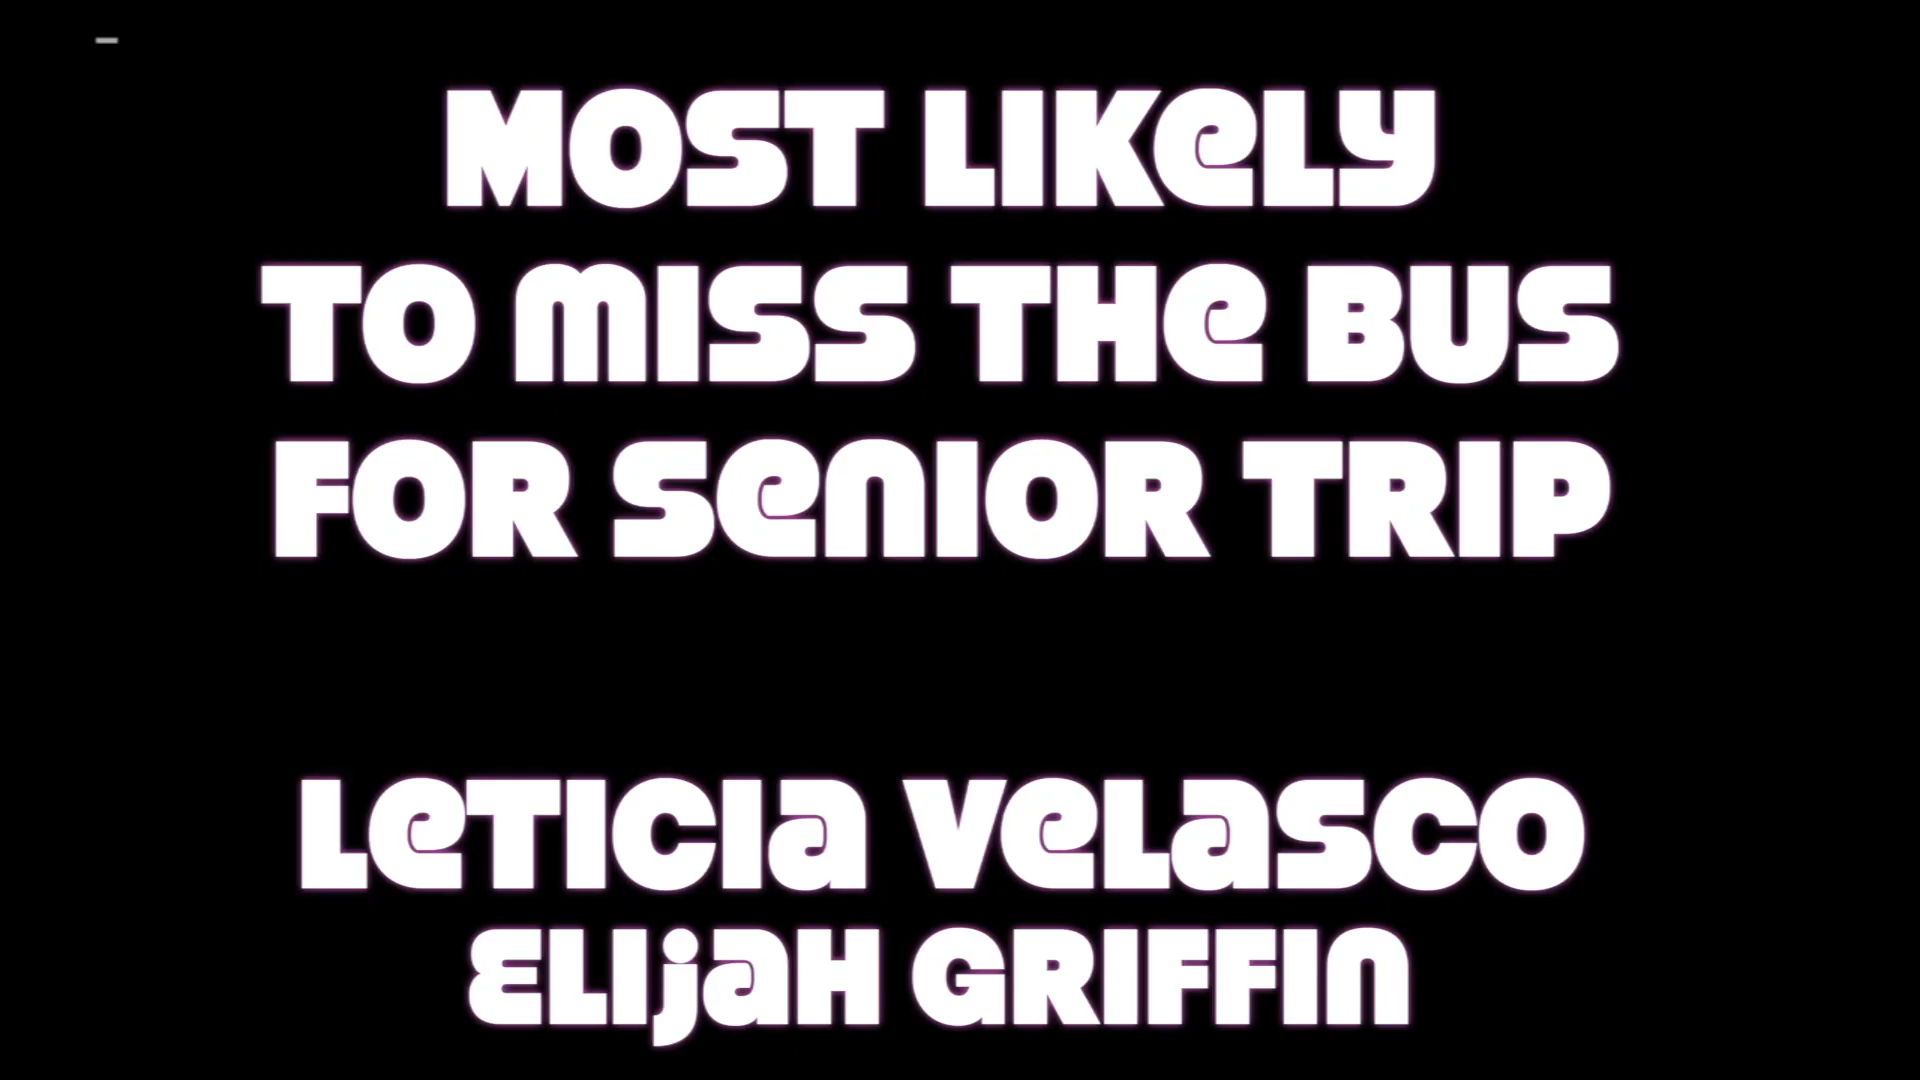 MOST LIKELY
TO MISS THE BUS
FOR SENIOR TRIP
LETICIA VELASCO
ELIJAH GRIFFIN